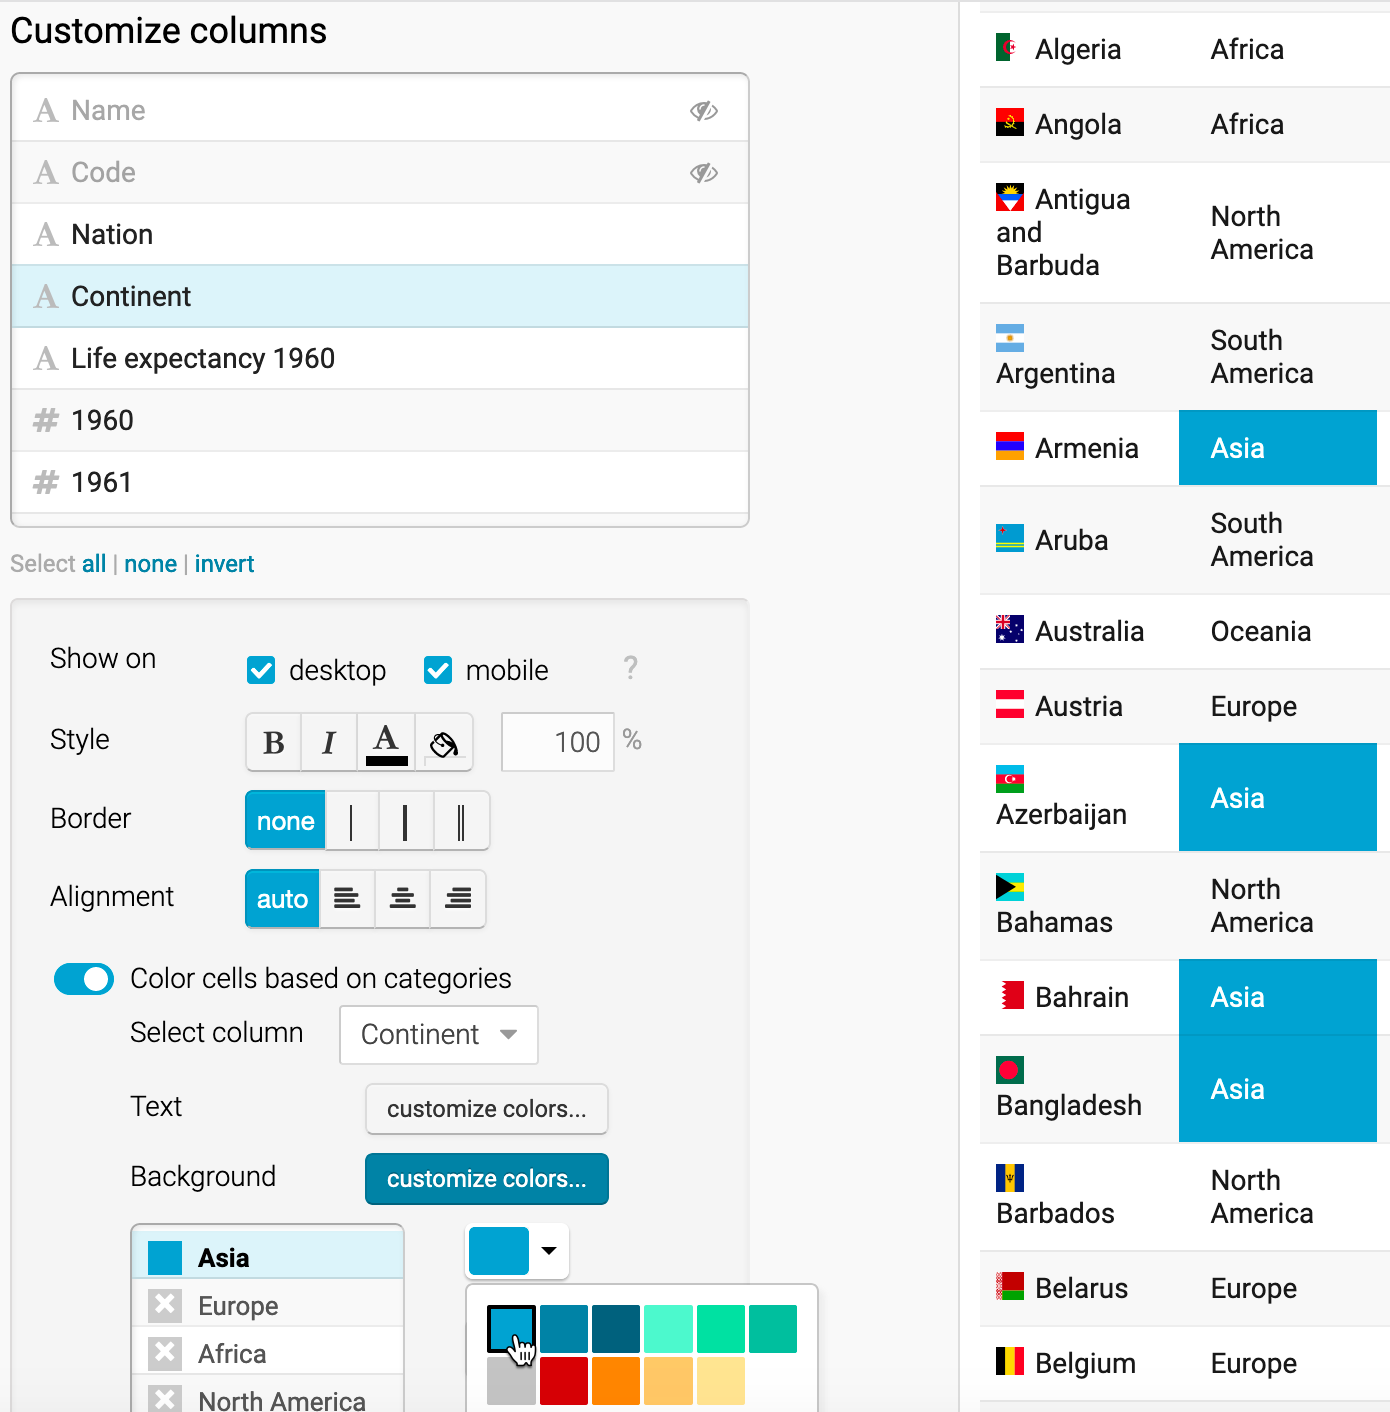 Customize columns
A Name
A Code
A Nation
A Continent
A Life expectancy 1960
# 1960
# 1961
Select all | none | invert
Show on
desktop
mobile
?
Style
B
I
A
100
%
Border
none
Alignment
auto
Color cells based on categories
Select column
Continent
Text
customize colors...
Background
customize colors...
Asia
Europe
Africa
North America
Algeria
Africa
Angola
Africa
Antigua
and
Barbuda
North
America
Argentina
South
America
Armenia
Asia
Aruba
South
America
Australia
Oceania
Austria
Europe
Azerbaijan
Asia
Bahamas
North
America
Bahrain
Asia
Bangladesh
Asia
Barbados
North
America
Belarus
Europe
Belgium
Europe